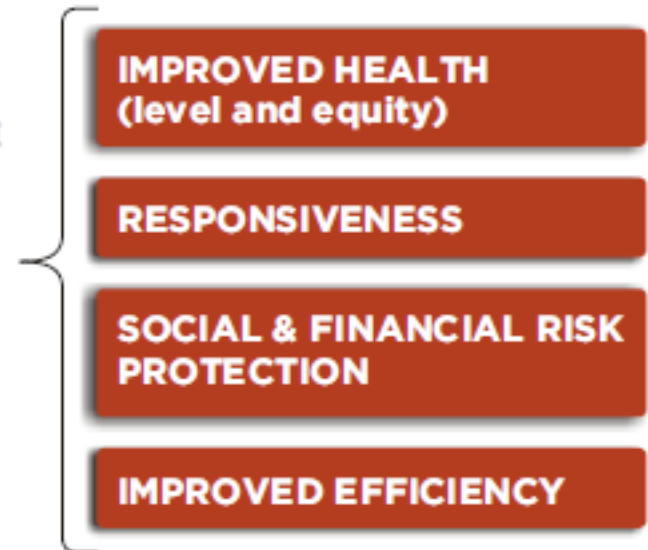 IMPROVED HEALTH
(level and equity)
RESPONSIVENESS
SOCIAL & FINANCIAL RISK
PROTECTION
IMPROVED EFFICIENCY